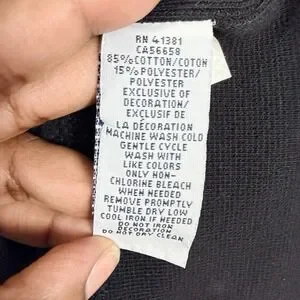 RN 41381
CA56658
85% COTTON/COTON
15% POLYESTER/
POLYESTER
EXCLUSIVE OF
DECORATION/
EXCLUSIF DE
LA DÉCORATION
MACHINE WASH COLD
GENTLE CYCLE
WASH WITH
LIKE COLORS
ONLY NON-
CHLORINE BLEACH
WHEN NEEDED
REMOVE PROMPTLY
TUMBLE DRY LOW
COOL IRON IF NEEDED
DO NOT IRON
DECORATION
DO NOT DRY CLEAN